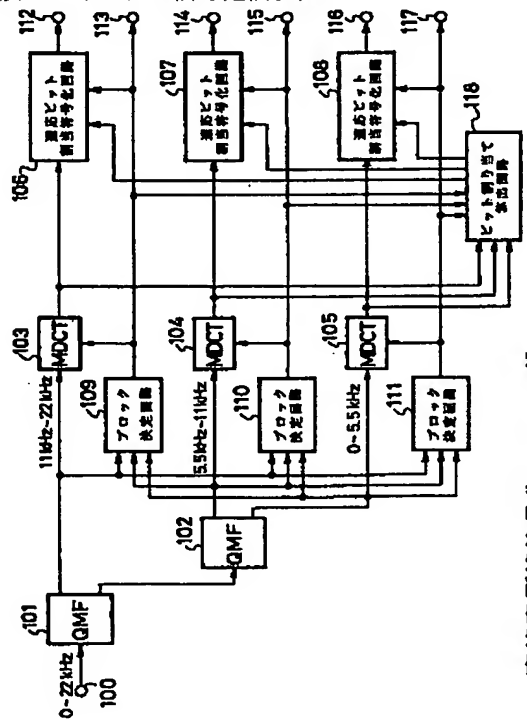 0~22kHz
100
101
QMF
102
QMF
11kHz~22kHz
103
MDCT
5.5kHz~11kHz
104
MDCT
0~5.5kHz
105
MDCT
109
ブロック
決定回路
110
ブロック
決定回路
111
ブロック
決定回路
106
適応ビット
割当符号化回路
107
適応ビット
割当符号化回路
108
適応ビット
割当符号化回路
118
ビット割り当て
算出回路
112
113
114
115
116
117